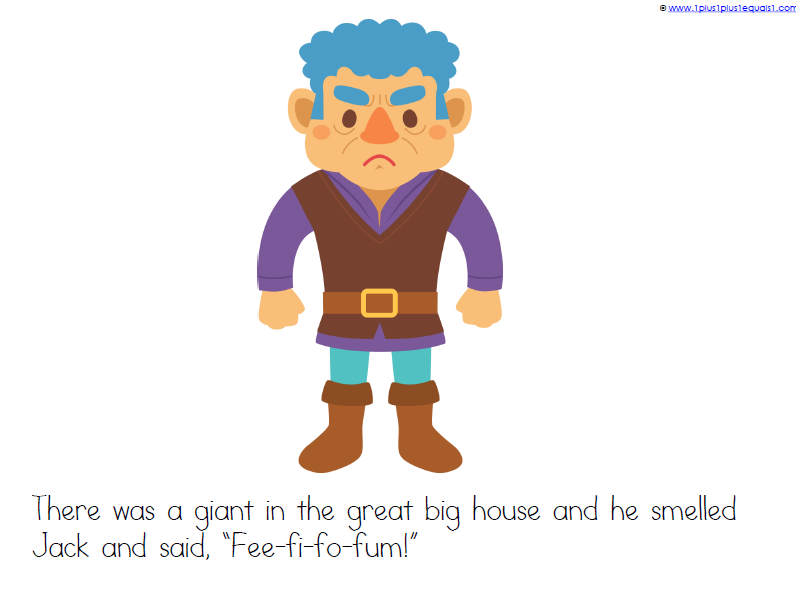 © www.1plus1plus1equals1.com
There was a giant in the great big house and he smelled
Jack and said, “Fee-fi-fo-fum!”